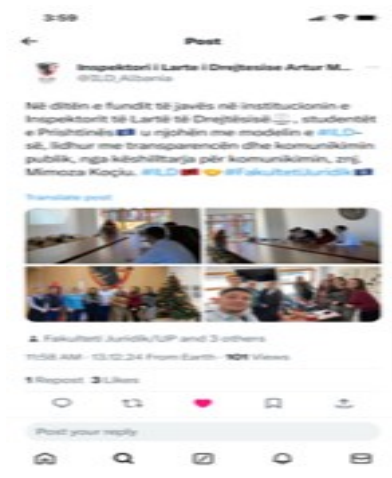 3:59
Post
Inspektori i Larte i Drejtesise Artur M...
@ILD_Albania
Në ditën e fundit të javës në institucionin e
Inspektorit të Lartë të Drejtësisë, studentët
e Prishtinës u njohën me modelin e #ILD-
së, lidhur me transparencën dhe komunikimin
publik, nga këshilltarja për komunikimin, znj.
Mimoza Koçiu. #ILD #FakultetiJuridik
Translate post
Fakulteti Juridik/UP and 3 others
11:58 AM · 13.12.24 From Earth · 101 Views
1 Repost 3 Likes
Post your reply